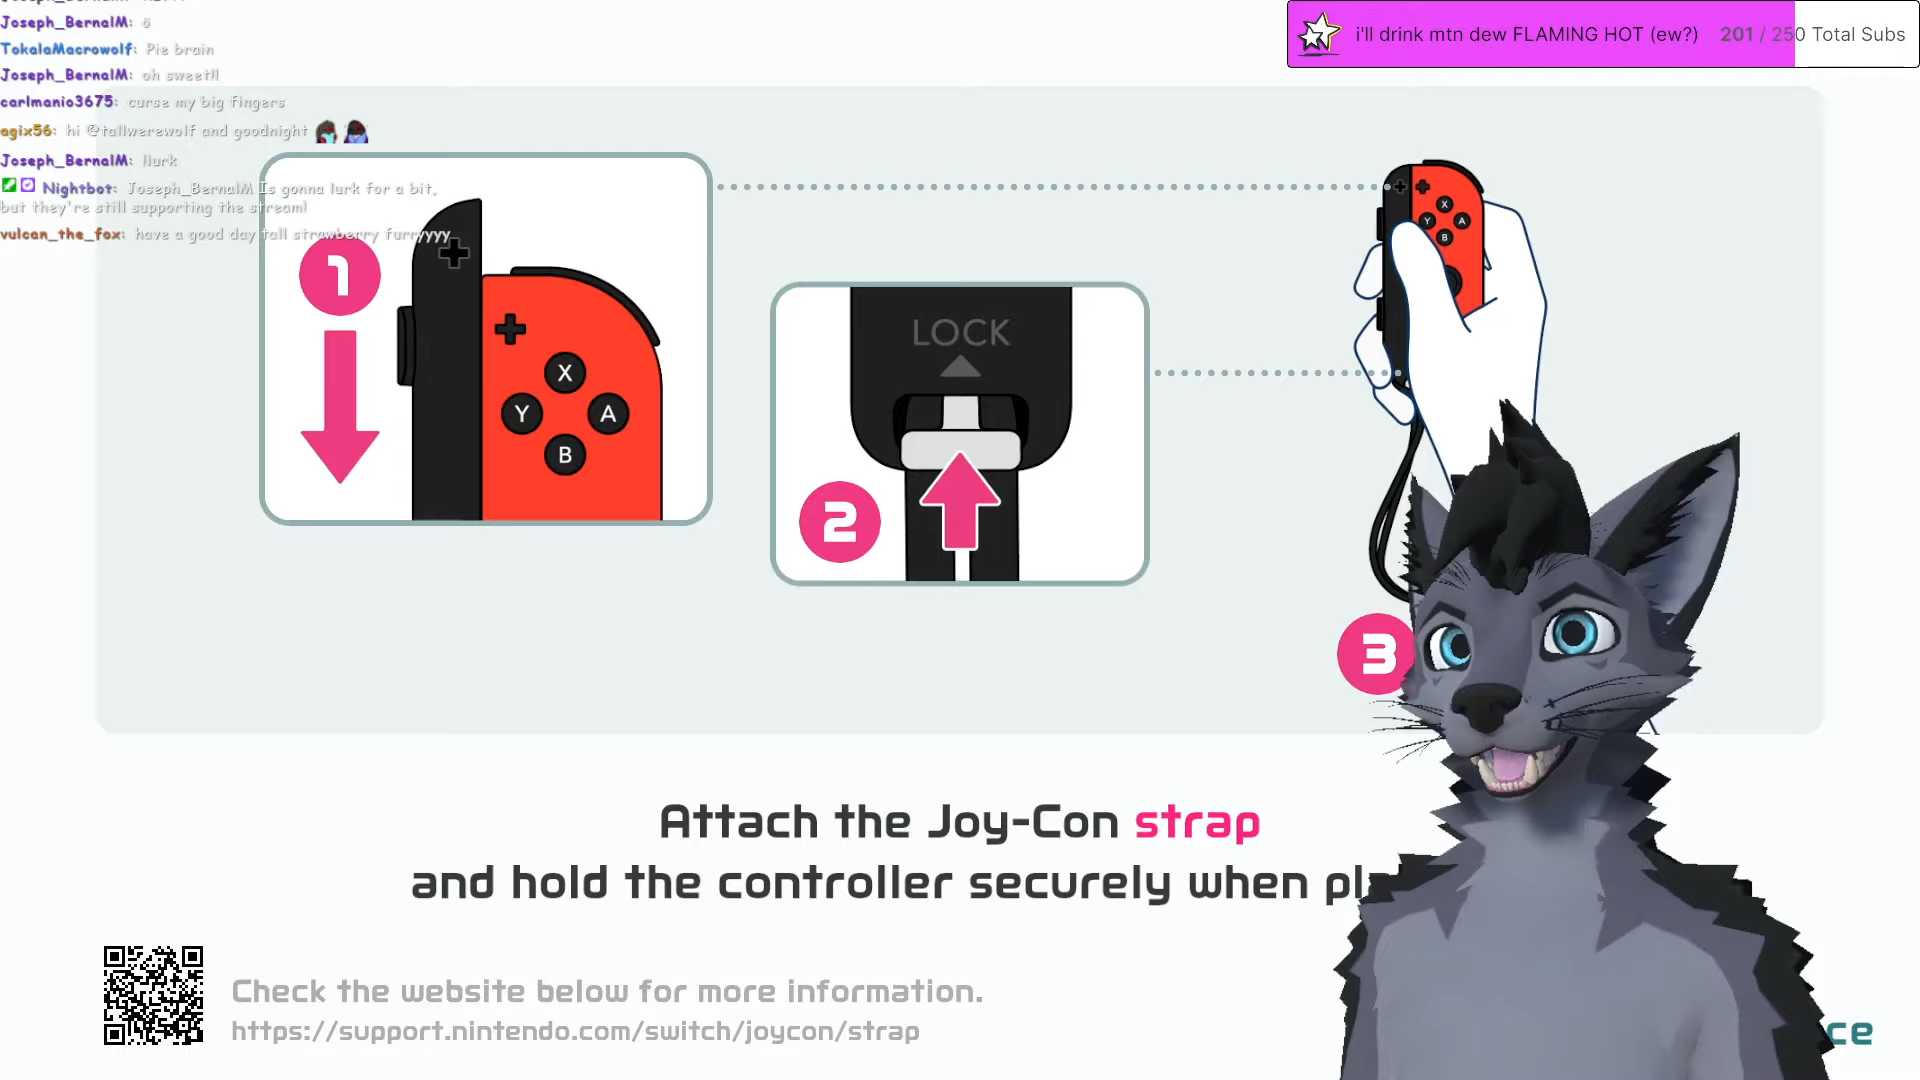 Joseph_BernalM: 6
TokalaMacrowolf: Pie brain
Joseph_BernalM: oh sweet!!
carlmanio3675: curse my big fingers
agix56: hi @tallwerewolf and goodnight
Joseph_BernalM: !lurk
Nightbot: Joseph_BernalM Is gonna lurk for a bit,
but they're still supporting the stream!
vulcan_the_fox: have a good day tall strawberry furryyyy
i'll drink mtn dew FLAMING HOT (ew?) 201 / 250 Total Subs
1
X
Y A
B
LOCK
2
X
Y A
B
3
Attach the Joy-Con strap
and hold the controller securely when pla
Check the website below for more information.
https://support.nintendo.com/switch/joycon/strap
ce